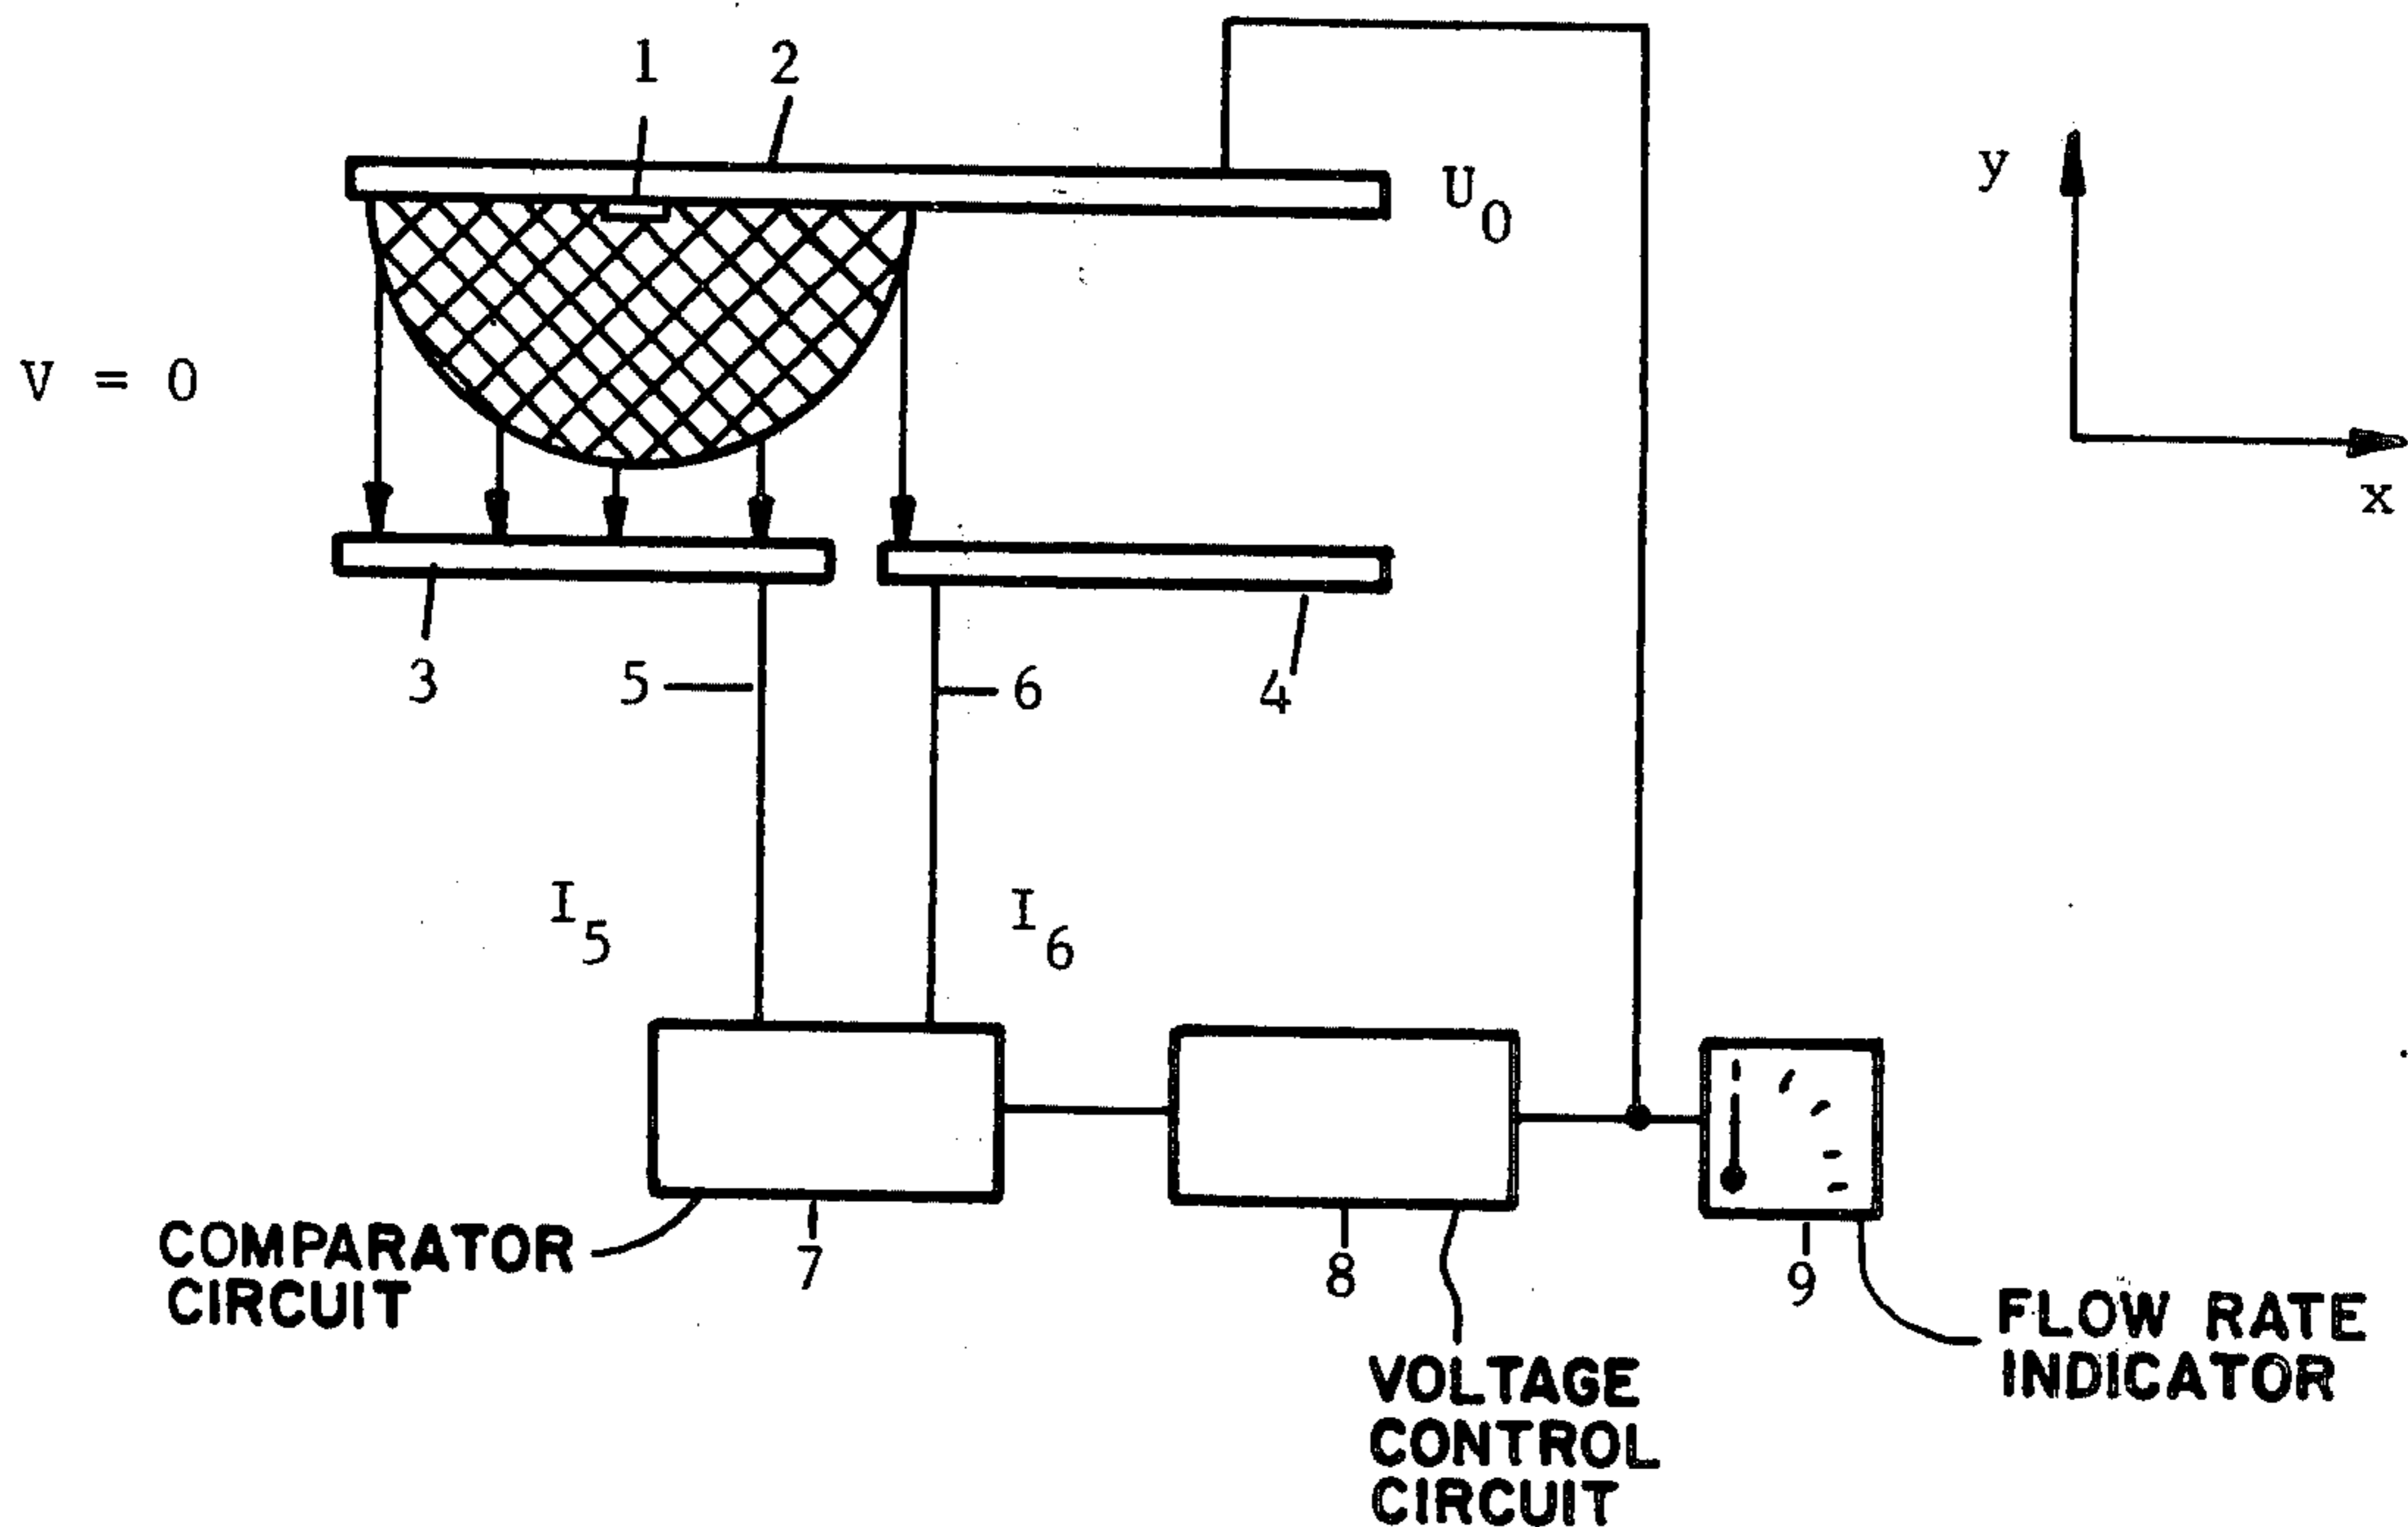 1
2
y
U0
V = 0
x
3
5
6
4
I5
I6
COMPARATOR
CIRCUIT
7
8
9
FLOW RATE
INDICATOR
VOLTAGE
CONTROL
CIRCUIT